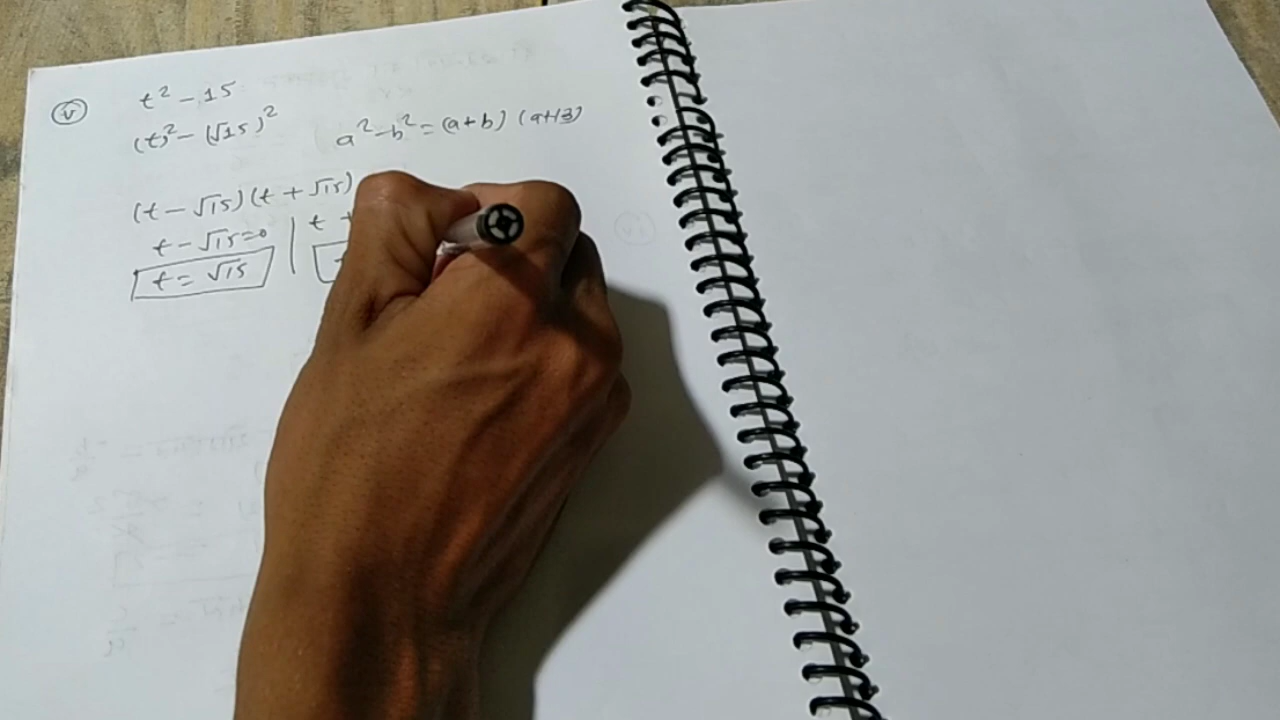 (v) t² - 15
(t)² - (√15)² a² - b² = (a+b) (a+b)
(t - √15) (t + √15)
t - √15 = 0 | t +
t = √15